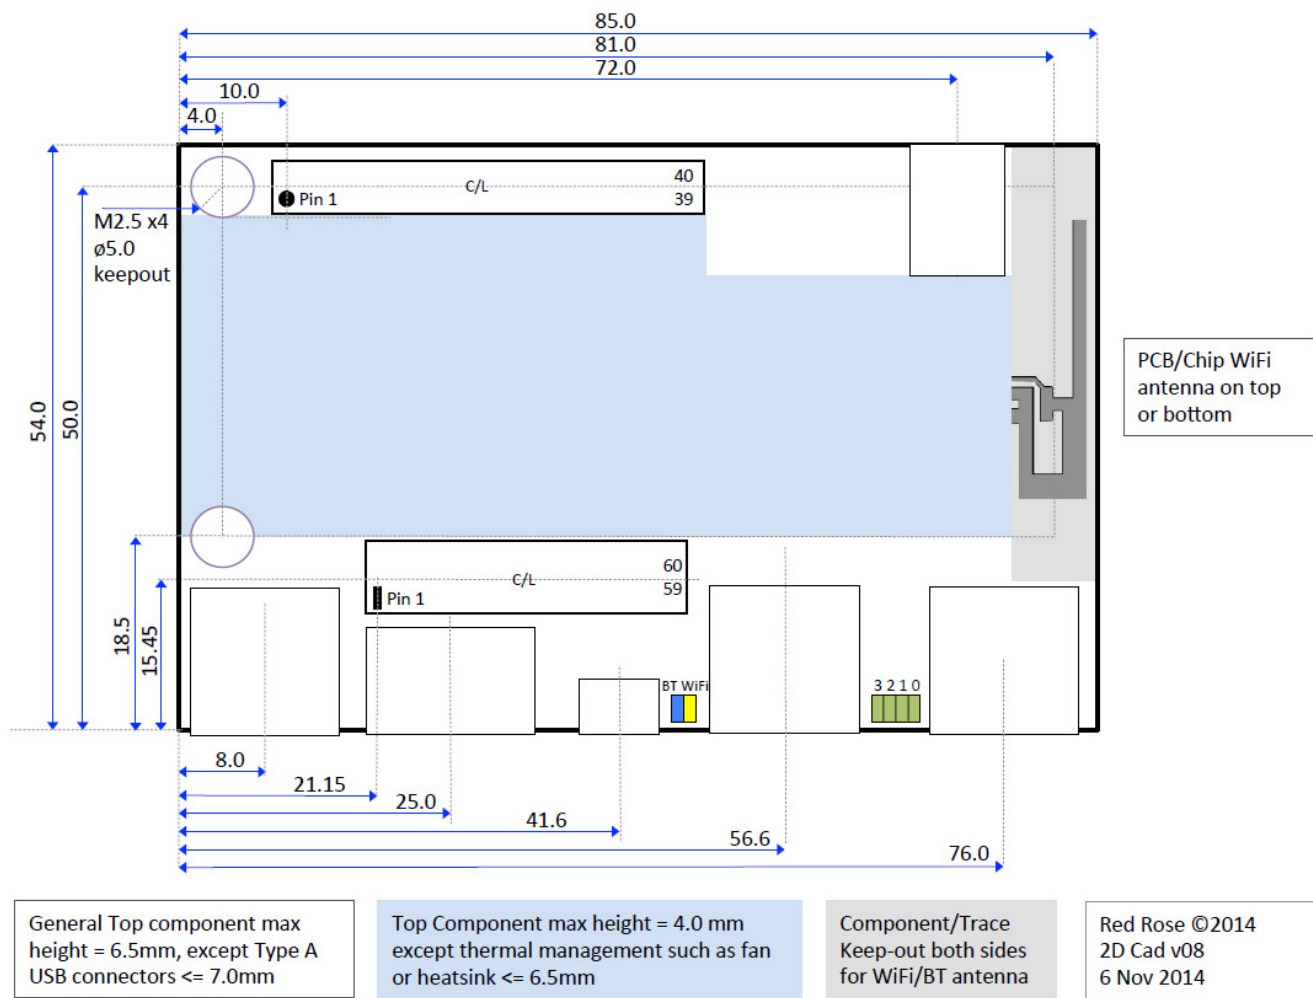 85.0
81.0
72.0
10.0
4.0
C/L
40
Pin 1
39
M2.5 x4
ø5.0
keepout
54.0
50.0
PCB/Chip WiFi
antenna on top
or bottom
C/L
60
59
Pin 1
18.5
15.45
BT WiFi
3 2 1 0
8.0
21.15
25.0
41.6
56.6
76.0
General Top component max
height = 6.5mm, except Type A
USB connectors <= 7.0mm
Top Component max height = 4.0 mm
except thermal management such as fan
or heatsink <= 6.5mm
Component/Trace
Keep-out both sides
for WiFi/BT antenna
Red Rose ©2014
2D Cad v08
6 Nov 2014